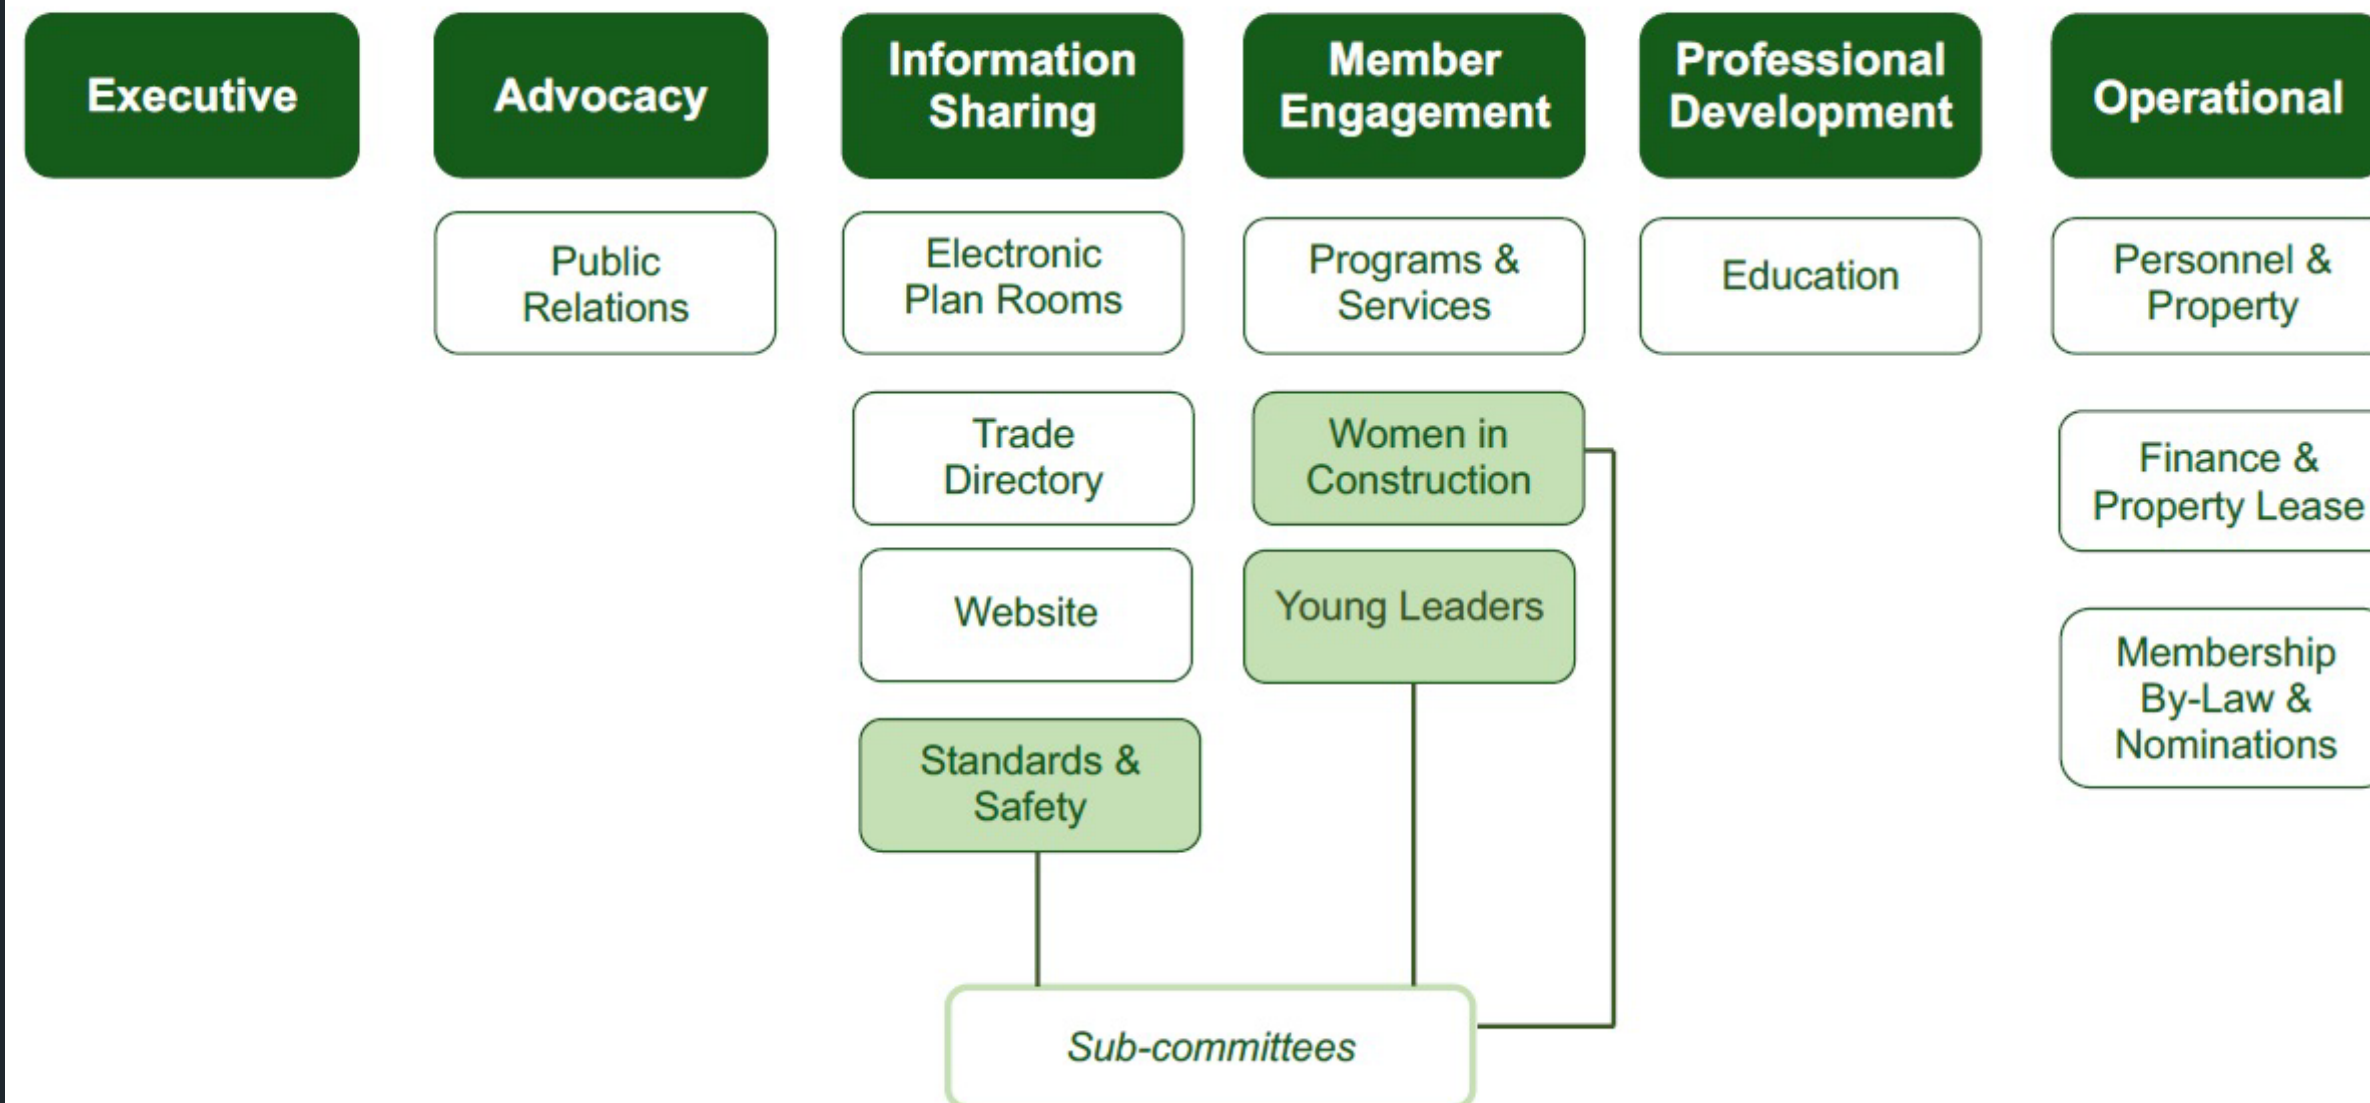 Executive
Advocacy
Information
Sharing
Member
Engagement
Professional
Development
Operational
Public
Relations
Electronic
Plan Rooms
Programs &
Services
Education
Personnel &
Property
Trade
Directory
Women in
Construction
Finance &
Property Lease
Website
Young Leaders
Membership
By-Law &
Nominations
Standards &
Safety
Sub-committees